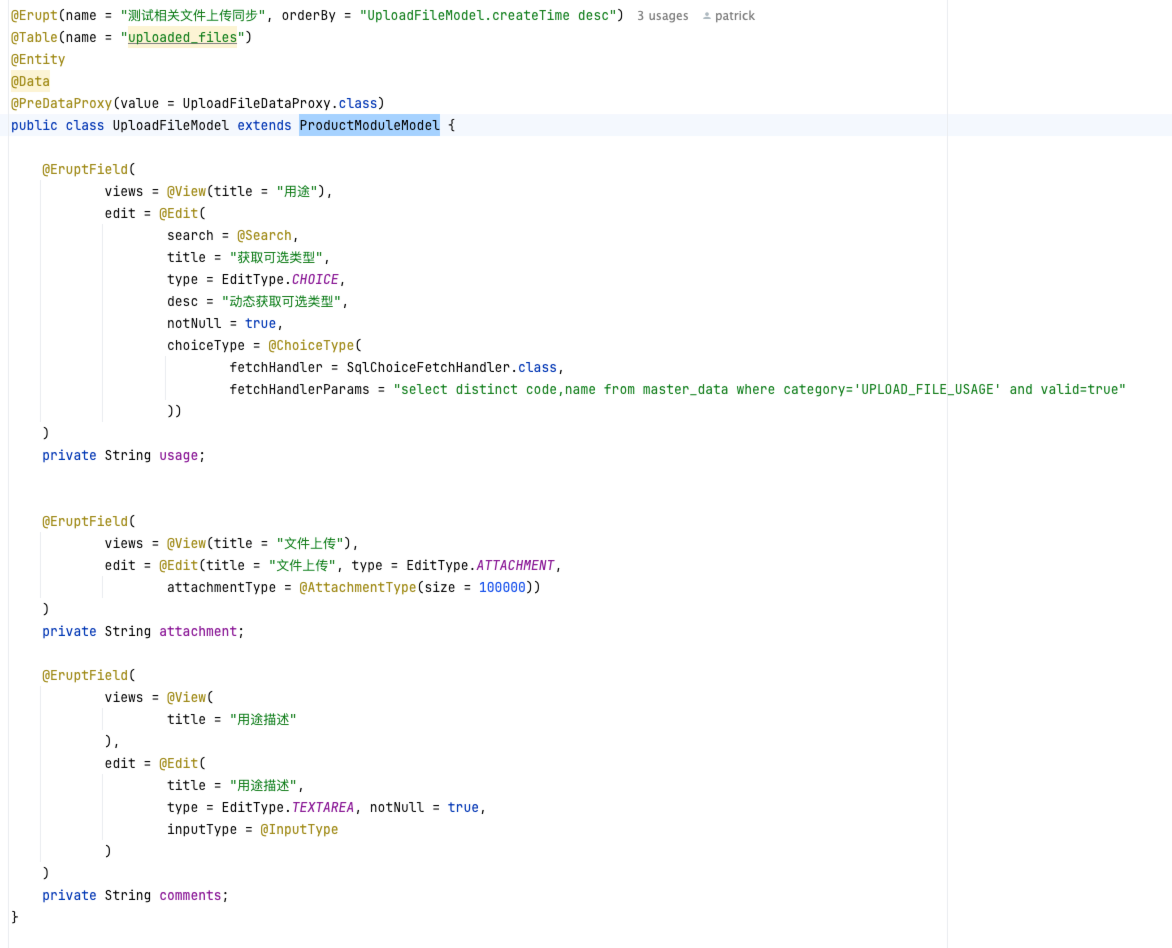 @Erupt(name = "测试相关文件上传同步", orderBy = "UploadFileModel.createTime desc") 3 usages patrick
@Table(name = "uploaded_files")
@Entity
@Data
@PreDataProxy(value = UploadFileDataProxy.class)
public class UploadFileModel extends ProductModuleModel {
@EruptField(
views = @View(title = "用途"),
edit = @Edit(
search = @Search,
title = "获取可选类型",
type = EditType.CHOICE,
desc = "动态获取可选类型",
notNull = true,
choiceType = @ChoiceType(
fetchHandler = SqlChoiceFetchHandler.class,
fetchHandlerParams = "select distinct code,name from master_data where category='UPLOAD_FILE_USAGE' and valid=true"
))
)
private String usage;
@EruptField(
views = @View(title = "文件上传"),
edit = @Edit(title = "文件上传", type = EditType.ATTACHMENT,
attachmentType = @AttachmentType(size = 100000))
)
private String attachment;
@EruptField(
views = @View(
title = "用途描述"
),
edit = @Edit(
title = "用途描述",
type = EditType.TEXTAREA, notNull = true,
inputType = @InputType
)
)
private String comments;
}